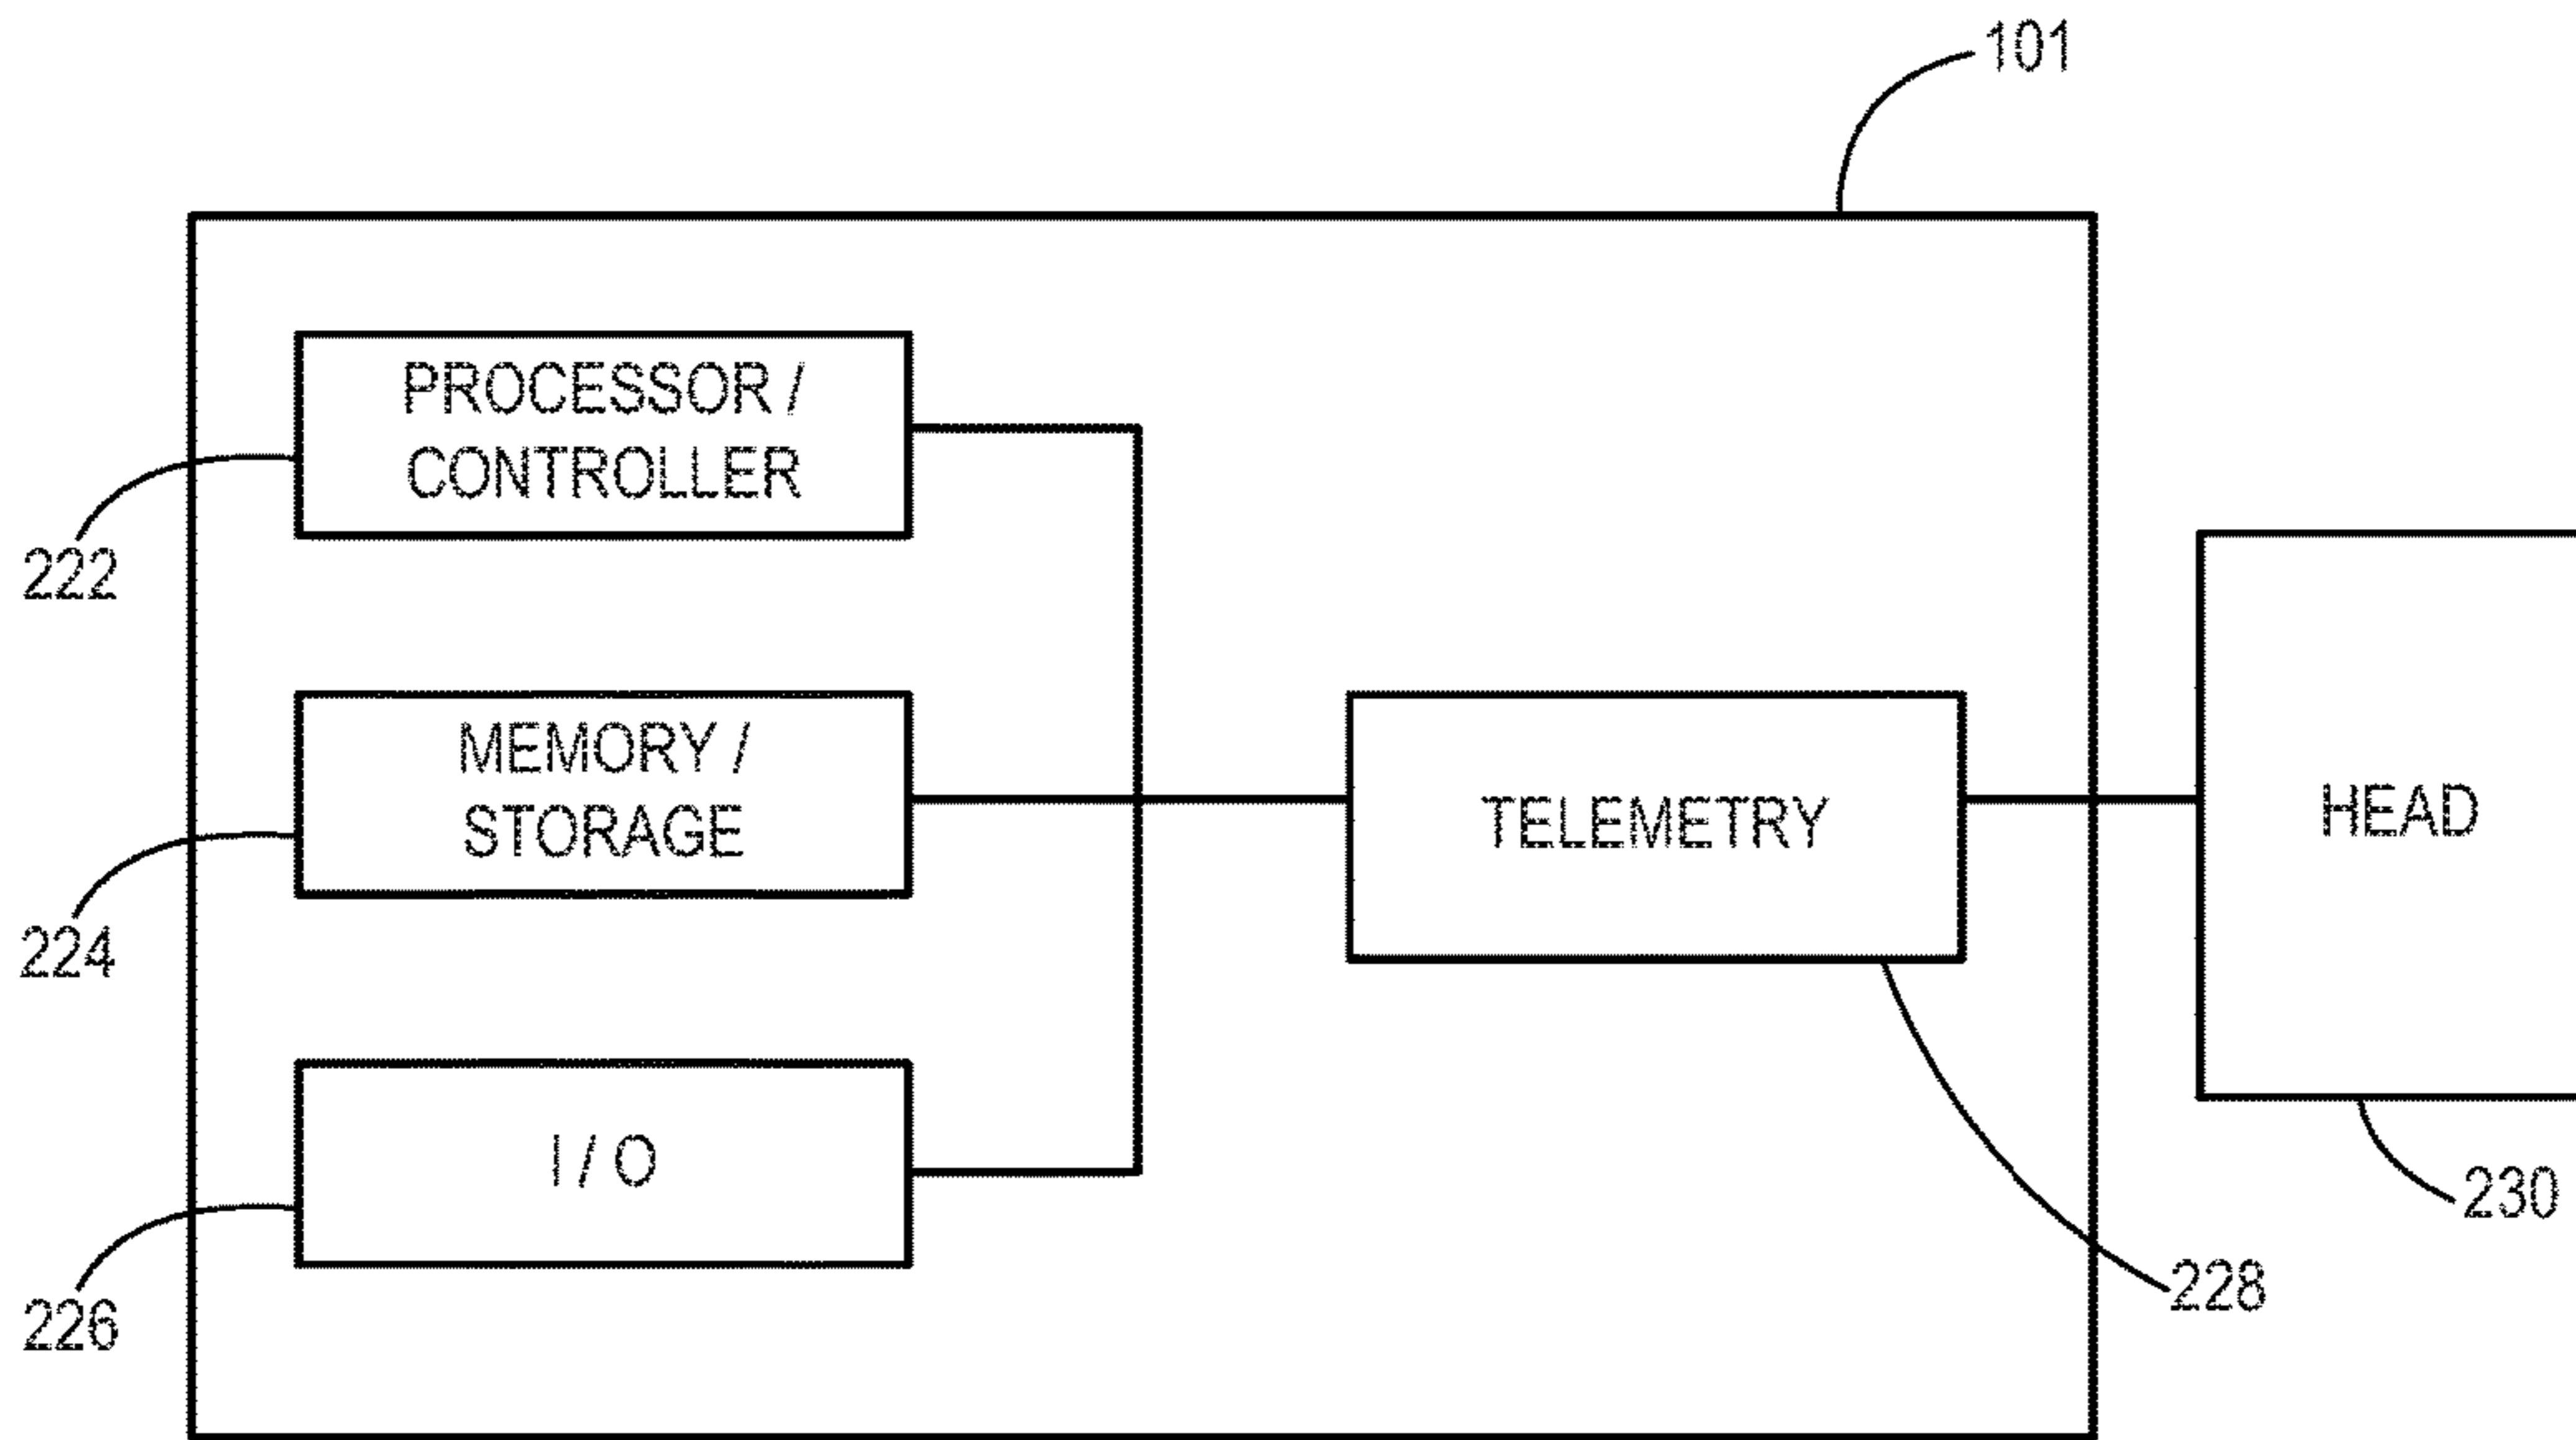 101
PROCESSOR /
CONTROLLER
222
MEMORY /
STORAGE
TELEMETRY
HEAD
224
I / O
230
228
226